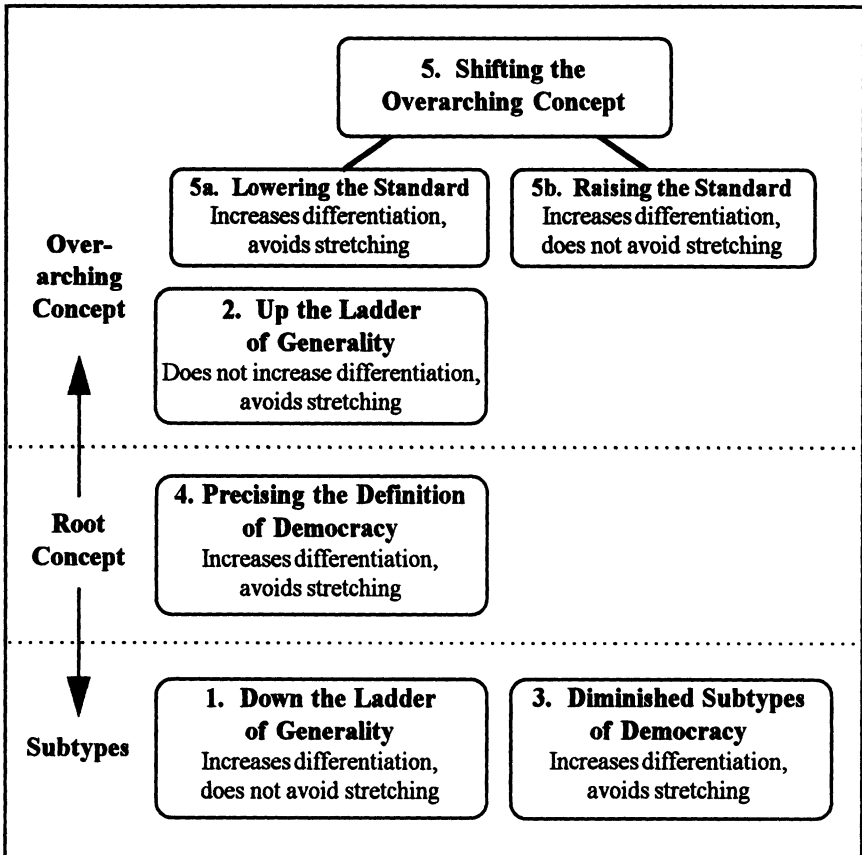 5. Shifting the
Overarching Concept
5a. Lowering the Standard
Increases differentiation,
avoids stretching
5b. Raising the Standard
Increases differentiation,
does not avoid stretching
Over-
arching
Concept
2. Up the Ladder
of Generality
Does not increase differentiation,
avoids stretching
Root
Concept
4. Precising the Definition
of Democracy
Increases differentiation,
avoids stretching
Subtypes
1. Down the Ladder
of Generality
Increases differentiation,
does not avoid stretching
3. Diminished Subtypes
of Democracy
Increases differentiation,
avoids stretching